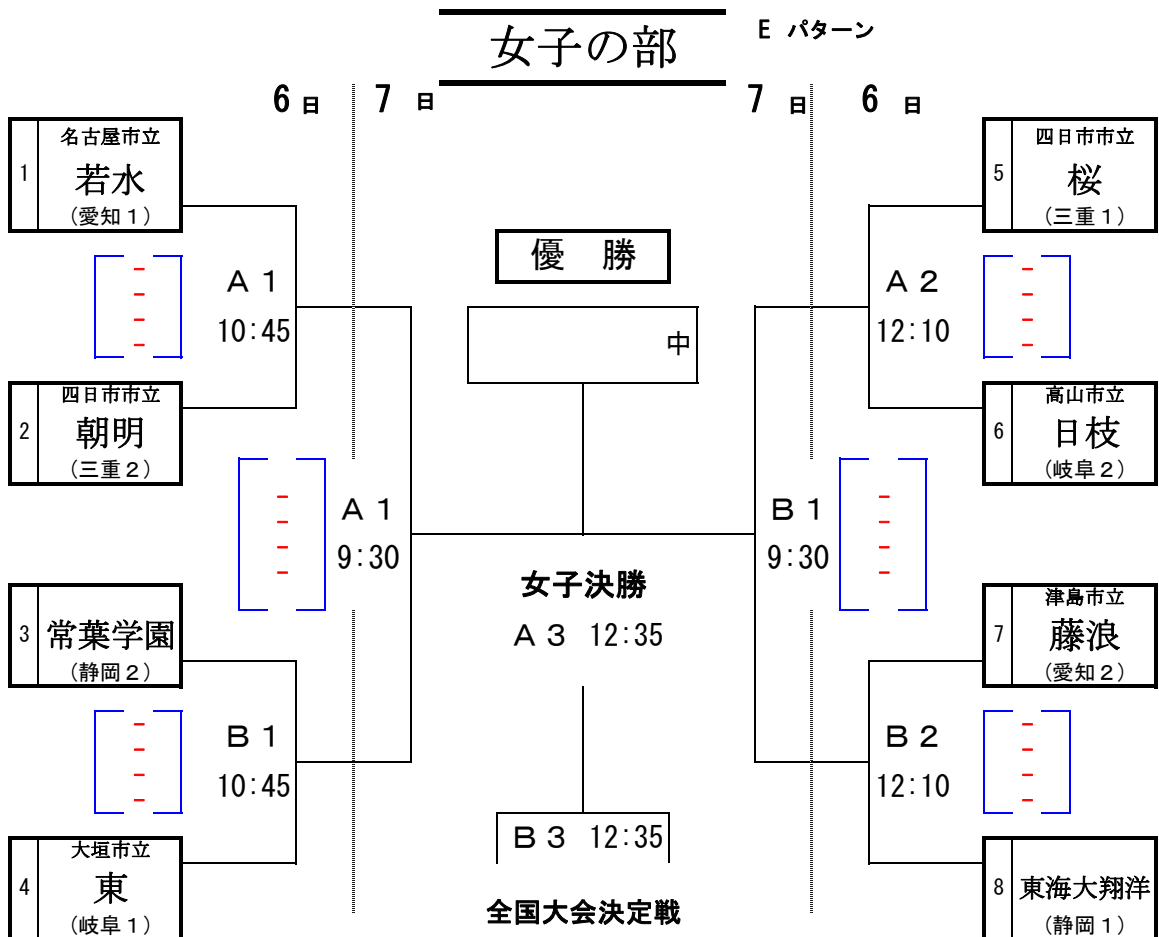 女子の部
E パターン
6日 7日
7日 6日
1
名古屋市立
若水
(愛知1)
A1
10:45
－
－
－
－
2
四日市市立
朝明
(三重2)
A1
9:30
－
－
－
－
3
常葉学園
(静岡2)
B1
10:45
－
－
－
－
4
大垣市立
東
(岐阜1)
優 勝
中
女子決勝
A3 12:35
B3 12:35
全国大会決定戦
5
四日市市立
桜
(三重1)
A2
12:10
－
－
－
－
6
高山市立
日枝
(岐阜2)
B1
9:30
－
－
－
－
7
津島市立
藤浪
(愛知2)
B2
12:10
－
－
－
－
8
東海大翔洋
(静岡1)